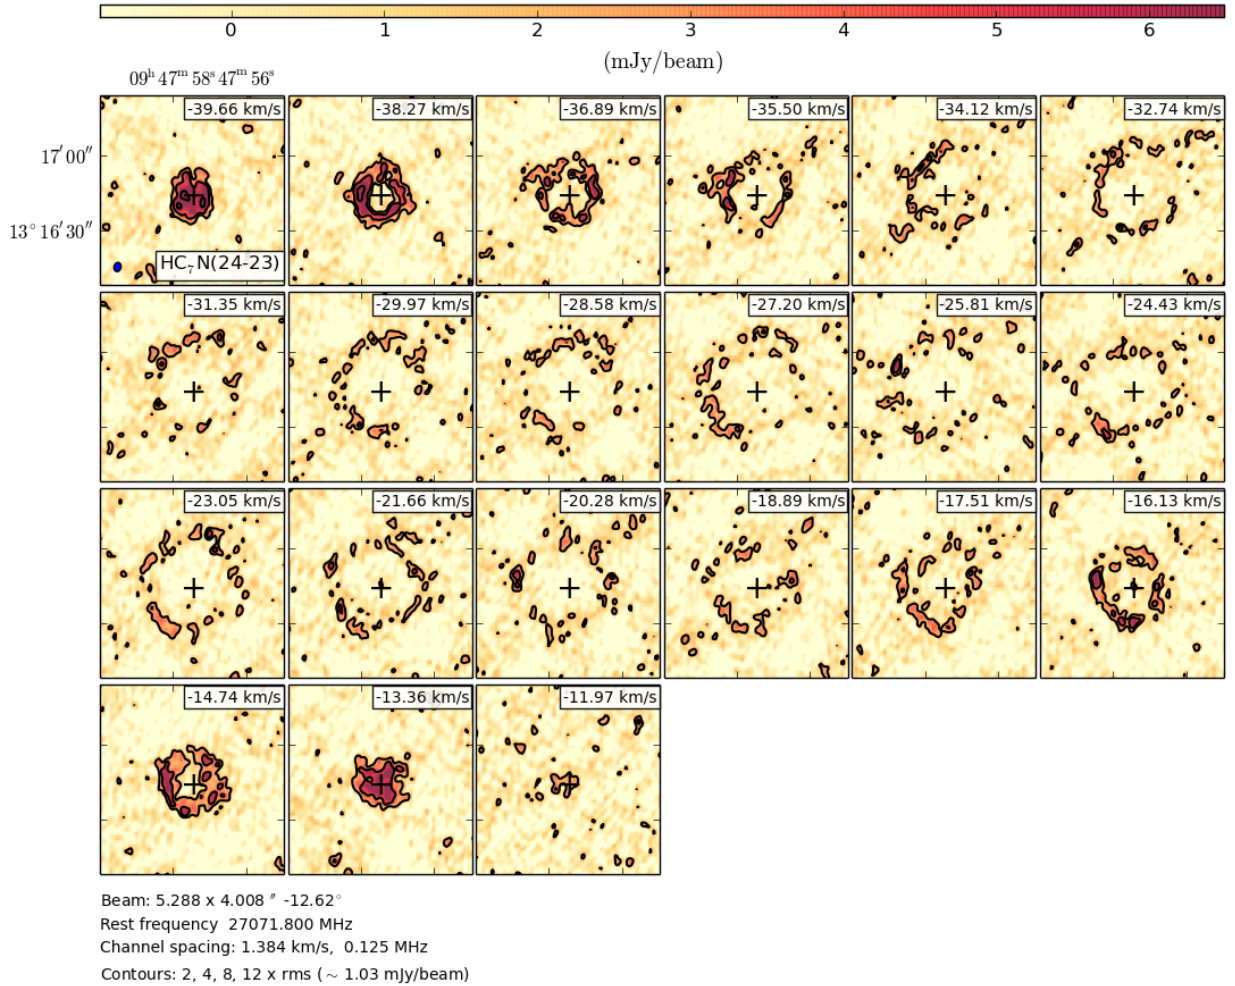 0 1 2 3 4 5 6
(mJy/beam)
09ʰ 47ᵐ 58ˢ 47ᵐ 56ˢ
-39.66 km/s -38.27 km/s -36.89 km/s -35.50 km/s -34.12 km/s -32.74 km/s
17′00″
13° 16′30″
HC₇N(24-23)
-31.35 km/s -29.97 km/s -28.58 km/s -27.20 km/s -25.81 km/s -24.43 km/s
-23.05 km/s -21.66 km/s -20.28 km/s -18.89 km/s -17.51 km/s -16.13 km/s
-14.74 km/s -13.36 km/s -11.97 km/s
Beam: 5.288 x 4.008 ″ -12.62°
Rest frequency 27071.800 MHz
Channel spacing: 1.384 km/s, 0.125 MHz
Contours: 2, 4, 8, 12 x rms (∼ 1.03 mJy/beam)